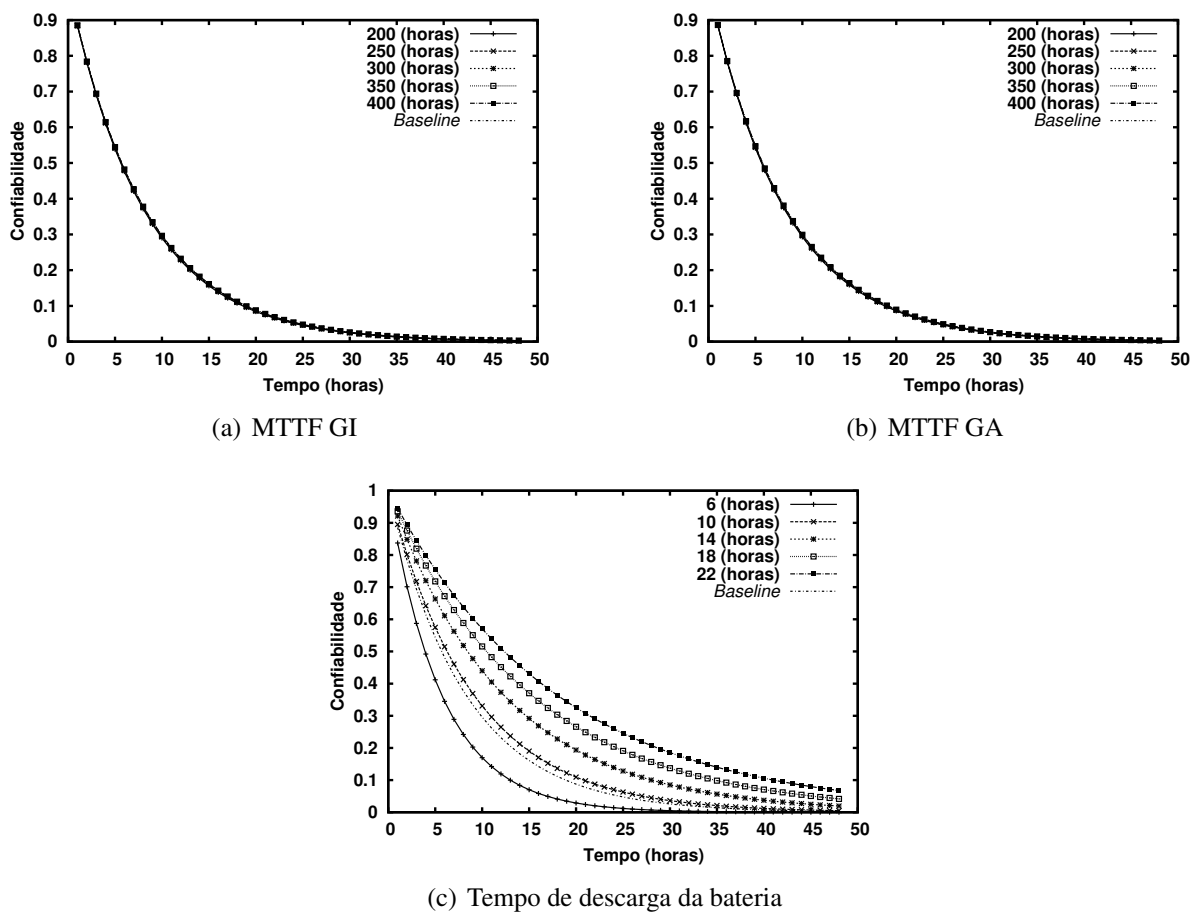 0.9
0.8
0.7
0.6
0.5
0.4
0.3
0.2
0.1
0
Confiabilidade
0 5 10 15 20 25 30 35 40 45 50
Tempo (horas)
200 (horas)
250 (horas)
300 (horas)
350 (horas)
400 (horas)
Baseline
(a) MTTF GI
0.9
0.8
0.7
0.6
0.5
0.4
0.3
0.2
0.1
0
Confiabilidade
0 5 10 15 20 25 30 35 40 45 50
Tempo (horas)
200 (horas)
250 (horas)
300 (horas)
350 (horas)
400 (horas)
Baseline
(b) MTTF GA
1
0.9
0.8
0.7
0.6
0.5
0.4
0.3
0.2
0.1
0
Confiabilidade
0 5 10 15 20 25 30 35 40 45 50
Tempo (horas)
6 (horas)
10 (horas)
14 (horas)
18 (horas)
22 (horas)
Baseline
(c) Tempo de descarga da bateria